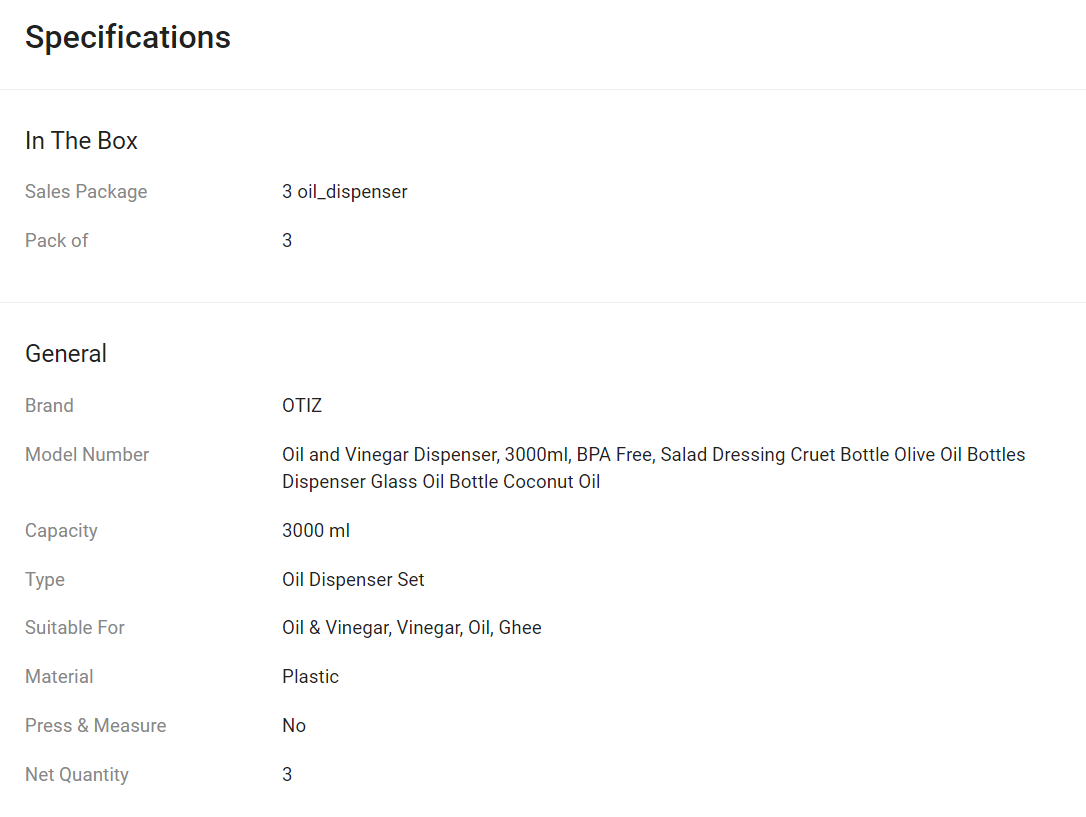 Specifications
In The Box
Sales Package 3 oil_dispenser
Pack of 3
General
Brand OTIZ
Model Number Oil and Vinegar Dispenser, 3000ml, BPA Free, Salad Dressing Cruet Bottle Olive Oil Bottles
Dispenser Glass Oil Bottle Coconut Oil
Capacity 3000 ml
Type Oil Dispenser Set
Suitable For Oil & Vinegar, Vinegar, Oil, Ghee
Material Plastic
Press & Measure No
Net Quantity 3